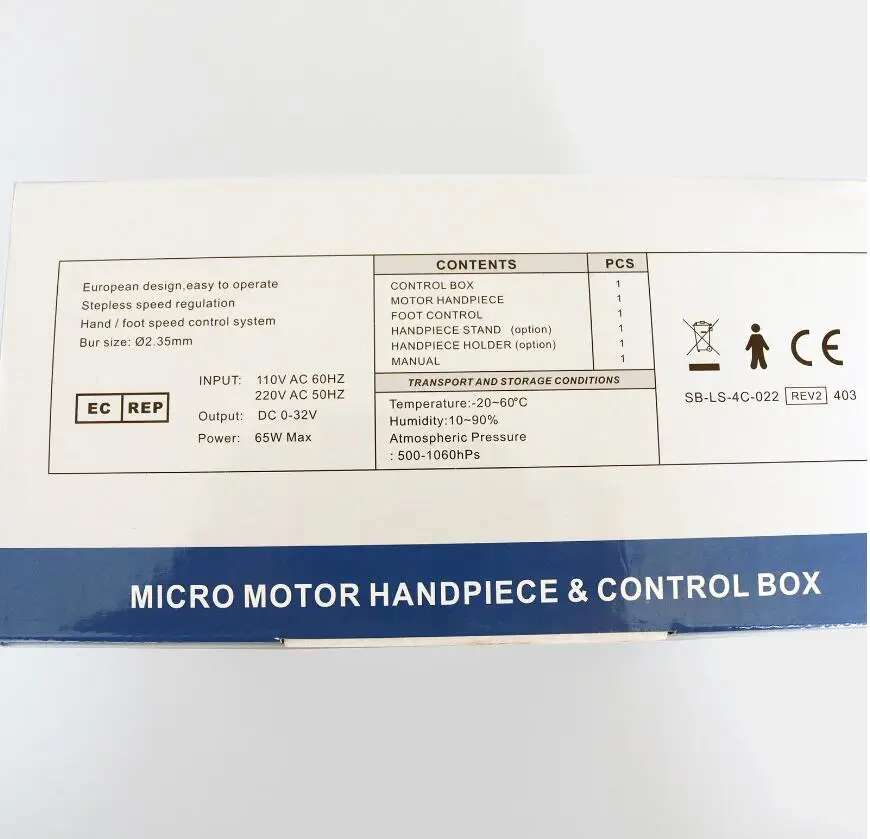 European design,easy to operate
Stepless speed regulation
Hand / foot speed control system
Bur size: Ø2.35mm
INPUT: 110V AC 60HZ
220V AC 50HZ
Output: DC 0-32V
Power: 65W Max
EC REP
CONTENTS PCS
CONTROL BOX 1
MOTOR HANDPIECE 1
FOOT CONTROL 1
HANDPIECE STAND (option) 1
HANDPIECE HOLDER (option) 1
MANUAL 1
TRANSPORT AND STORAGE CONDITIONS
Temperature:-20~60°C
Humidity:10~90%
Atmospheric Pressure
: 500-1060hPs
CE
SB-LS-4C-022 REV2 403
MICRO MOTOR HANDPIECE & CONTROL BOX